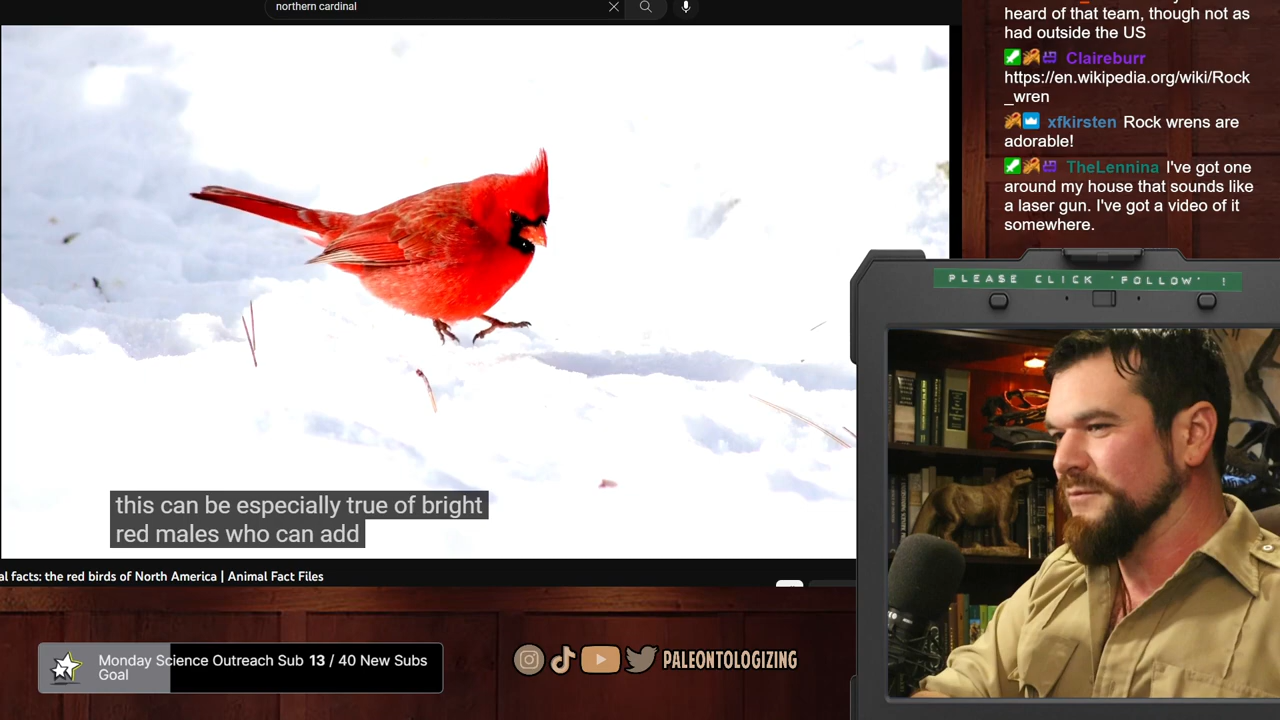 northern cardinal
this can be especially true of bright
red males who can add
al facts: the red birds of North America | Animal Fact Files
Monday Science Outreach Sub 13 / 40 New Subs
Goal
PALEONTOLOGIZING
heard of that team, though not as
had outside the US
Claireburr
https://en.wikipedia.org/wiki/Rock
_wren
xfkirsten Rock wrens are
adorable!
TheLennina I've got one
around my house that sounds like
a laser gun. I've got a video of it
somewhere.
PLEASE CLICK 'FOLLOW' !